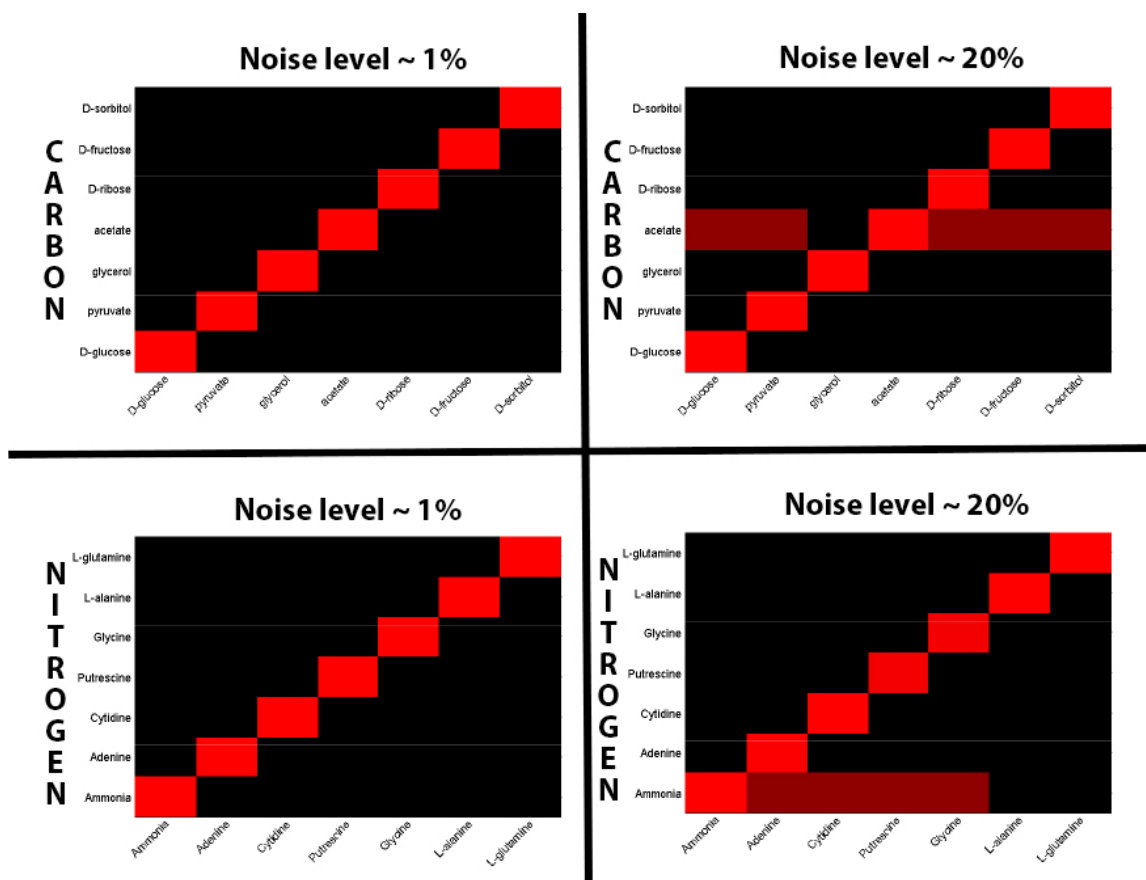 Noise level ~ 1%
CARBON
D-sorbitol
D-fructose
D-ribose
acetate
glycerol
pyruvate
D-glucose
D-glucose pyruvate glycerol acetate D-ribose D-fructose D-sorbitol
Noise level ~ 20%
CARBON
D-sorbitol
D-fructose
D-ribose
acetate
glycerol
pyruvate
D-glucose
D-glucose pyruvate glycerol acetate D-ribose D-fructose D-sorbitol
Noise level ~ 1%
NITROGEN
L-glutamine
L-alanine
Glycine
Putrescine
Cytidine
Adenine
Ammonia
Ammonia Adenine Cytidine Putrescine Glycine L-alanine L-glutamine
Noise level ~ 20%
NITROGEN
L-glutamine
L-alanine
Glycine
Putrescine
Cytidine
Adenine
Ammonia
Ammonia Adenine Cytidine Putrescine Glycine L-alanine L-glutamine